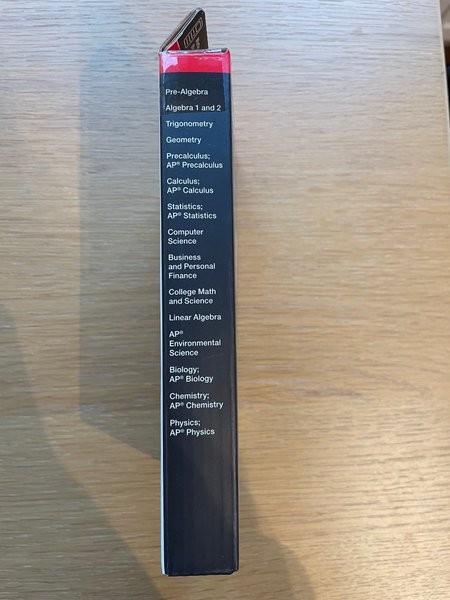 Pre-Algebra
Algebra 1 and 2
Trigonometry
Geometry
Precalculus;
AP® Precalculus
Calculus;
AP® Calculus
Statistics;
AP® Statistics
Computer
Science
Business
and Personal
Finance
College Math
and Science
Linear Algebra
AP®
Environmental
Science
Biology;
AP® Biology
Chemistry;
AP® Chemistry
Physics;
AP® Physics